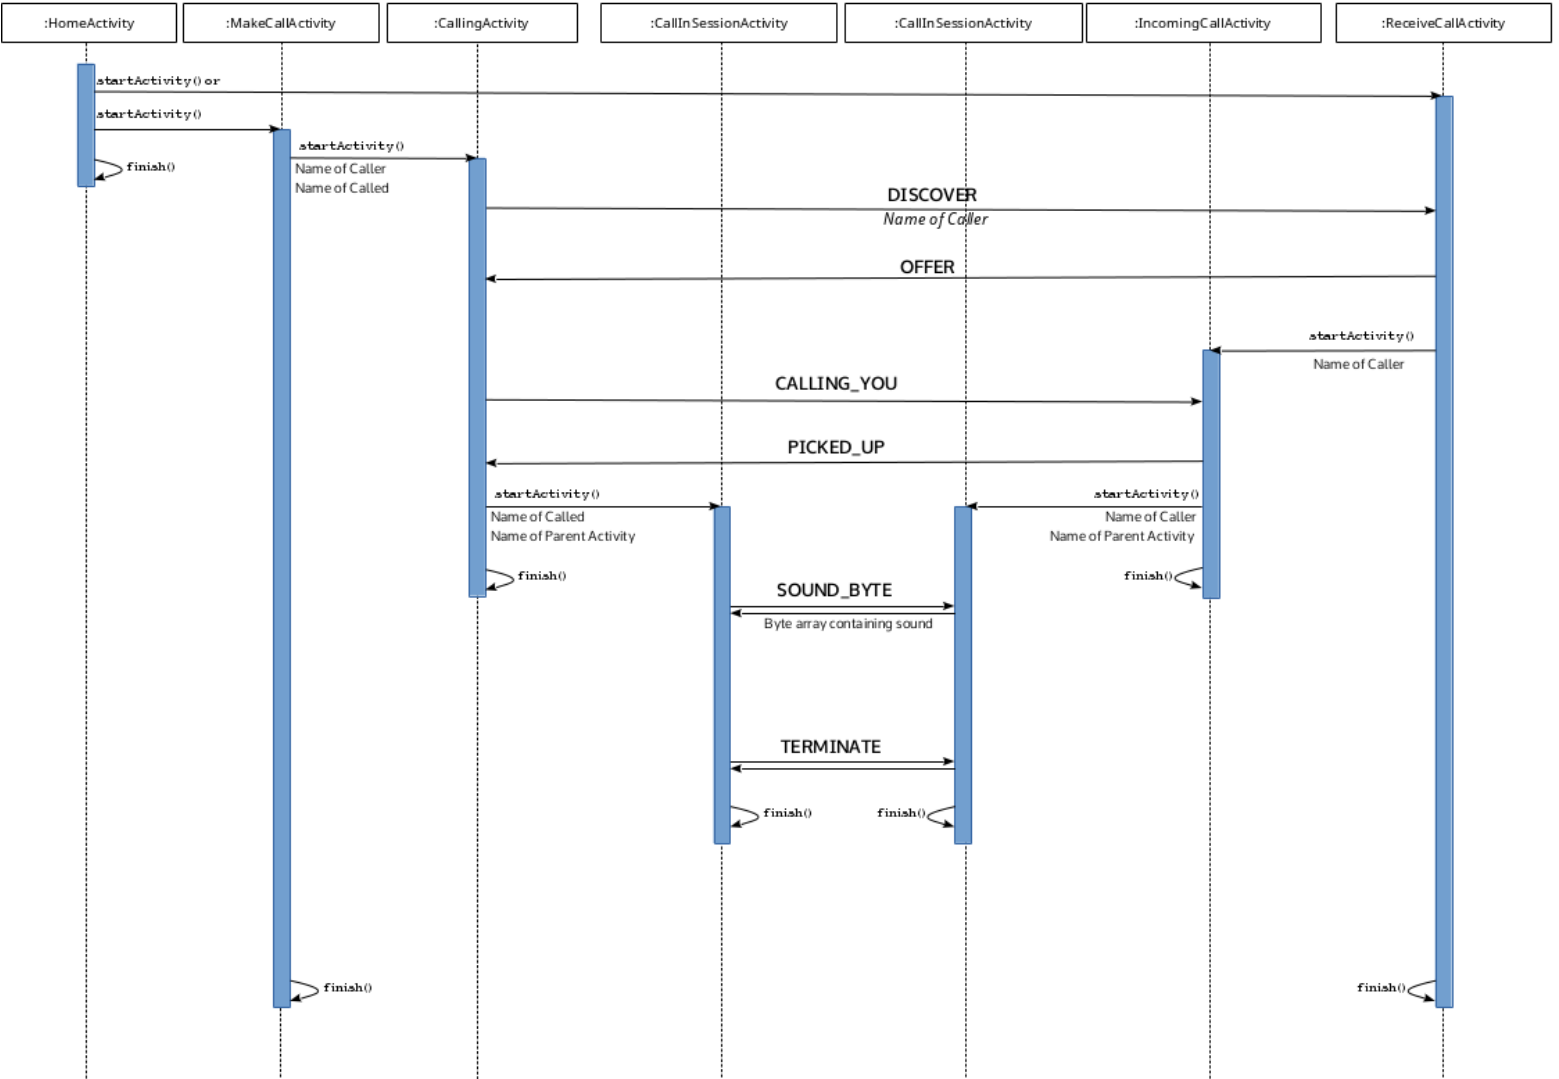 :HomeActivity
:MakeCallActivity
:CallingActivity
:CallInSessionActivity
:CallInSessionActivity
:IncomingCallActivity
:ReceiveCallActivity
startActivity() or
startActivity()
finish()
startActivity()
Name of Caller
Name of Called
DISCOVER
Name of Caller
OFFER
startActivity()
Name of Caller
CALLING_YOU
PICKED_UP
startActivity()
Name of Called
Name of Parent Activity
startActivity()
Name of Caller
Name of Parent Activity
finish()
finish()
SOUND_BYTE
Byte array containing sound
TERMINATE
finish()
finish()
finish()
finish()